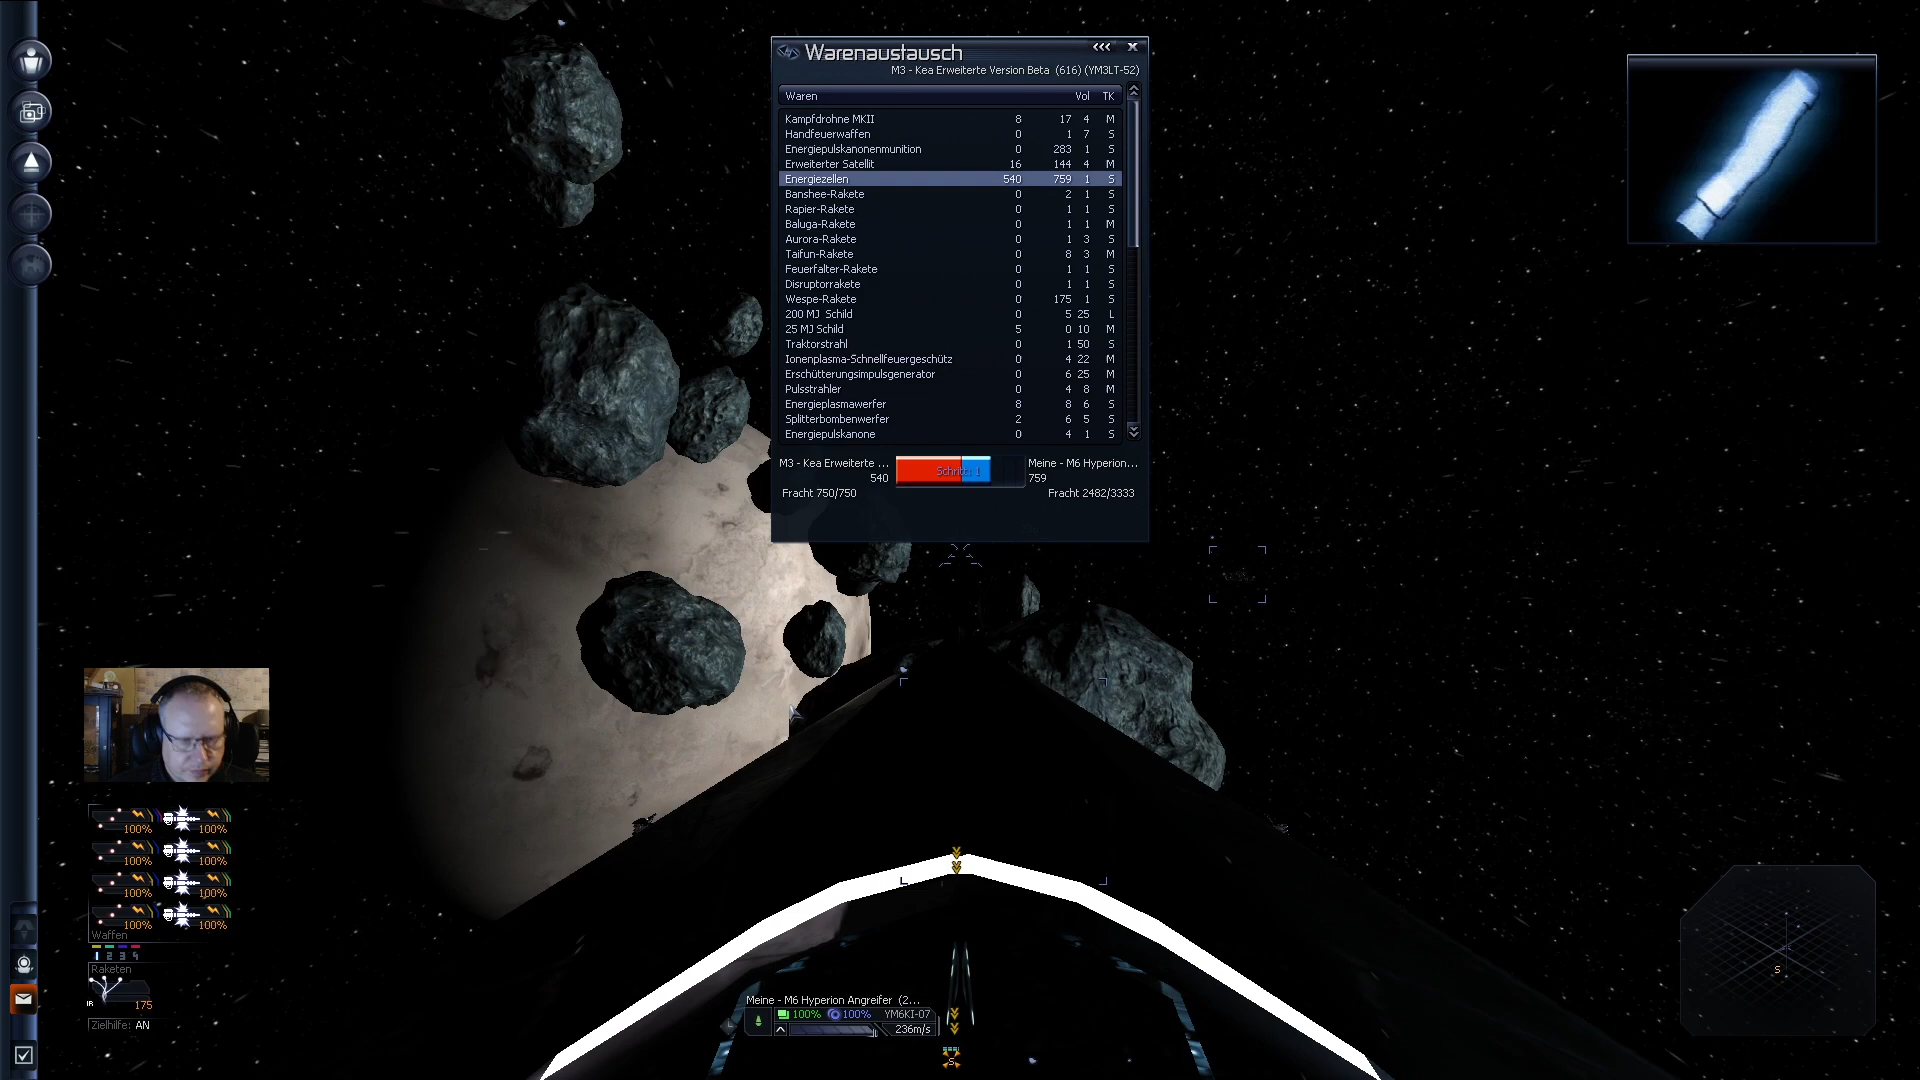 Warenaustausch
M3 - Kea Erweiterte Version Beta (616) (YM3LT-52)
Waren Vol TK
Kampfdrohne MKII 8 17 4 M
Handfeuerwaffen 0 1 7 S
Energiepulskanonenmunition 0 283 1 S
Erweiterter Satellit 16 144 4 M
Energiezellen 540 759 1 S
Banshee-Rakete 0 2 1 S
Rapier-Rakete 0 1 1 S
Baluga-Rakete 0 1 1 M
Aurora-Rakete 0 1 3 S
Taifun-Rakete 0 8 3 M
Feuerfalter-Rakete 0 1 1 S
Disruptorrakete 0 1 1 S
Wespe-Rakete 0 175 1 S
200 MJ Schild 0 5 25 L
25 MJ Schild 5 0 10 M
Traktorstrahl 0 1 50 S
Ionenplasma-Schnellfeuergeschütz 0 4 22 M
Erschütterungsimpulsgenerator 0 6 25 M
Pulsstrahler 0 4 8 M
Energieplasmawerfer 8 8 6 S
Splitterbombenwerfer 2 6 5 S
Energiepulskanone 0 4 1 S
M3 - Kea Erweiterte ... Schritt: 1 Meine - M6 Hyperion...
540 759
Fracht 750/750 Fracht 2482/3333
100% 100%
100% 100%
100% 100%
100% 100%
Waffen
1 2 3 4
Raketen
IR 175
Zielhilfe: AN
Meine - M6 Hyperion Angreifer (2...
100% 100% YM6KI-07
236m/s
S
S